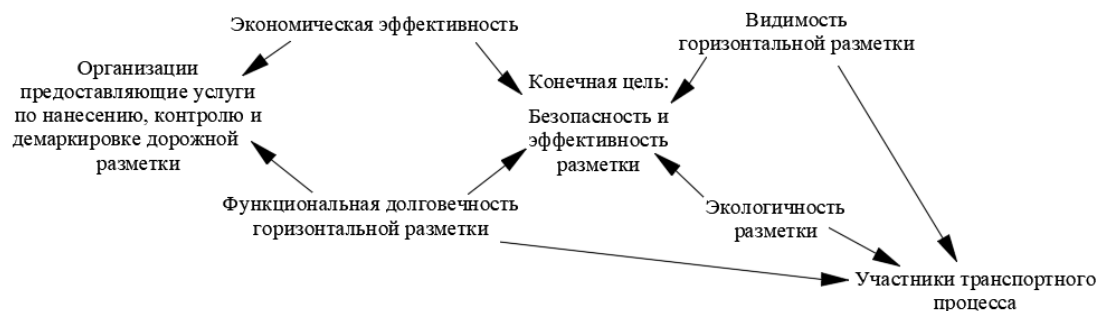 Экономическая эффективность
Видимость
горизонтальной разметки
Организации
предоставляющие услуги
по нанесению, контролю и
демаркировке дорожной
разметки
Конечная цель:
Безопасность и
эффективность
разметки
Функциональная долговечность
горизонтальной разметки
Экологичность
разметки
Участники транспортного
процесса